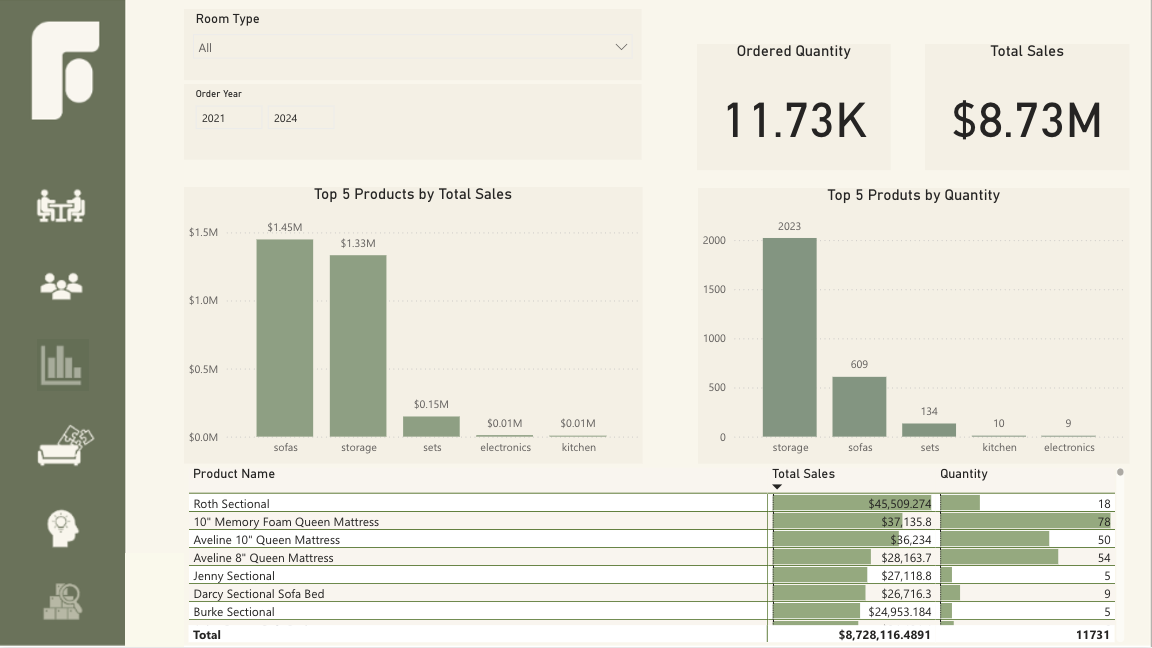 Room Type
All
Order Year
2021 2024
Ordered Quantity
11.73K
Total Sales
$8.73M
Top 5 Products by Total Sales
$1.5M
$1.0M
$0.5M
$0.0M
$1.45M
$1.33M
$0.15M
$0.01M
$0.01M
sofas storage sets electronics kitchen
Top 5 Produts by Quantity
2000
1500
1000
500
0
2023
609
134
10
9
storage sofas sets kitchen electronics
Product Name Total Sales Quantity
Roth Sectional $45,509.274 18
10" Memory Foam Queen Mattress $37,135.8 78
Aveline 10" Queen Mattress $36,234 50
Aveline 8" Queen Mattress $28,163.7 54
Jenny Sectional $27,118.8 5
Darcy Sectional Sofa Bed $26,716.3 9
Burke Sectional $24,953.184 5
Total $8,728,116.4891 11731